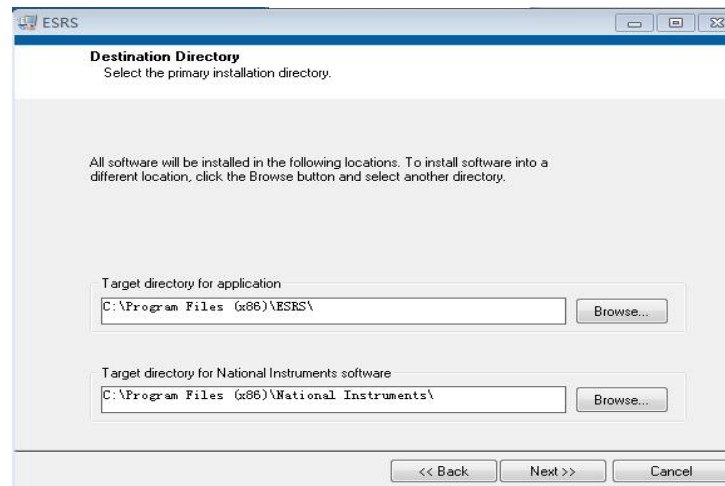 ESRS
Destination Directory
Select the primary installation directory.
All software will be installed in the following locations. To install software into a
different location, click the Browse button and select another directory.
Target directory for application
C:\Program Files (x86)\ESRS\
Browse...
Target directory for National Instruments software
C:\Program Files (x86)\National Instruments\
Browse...
<< Back
Next >>
Cancel